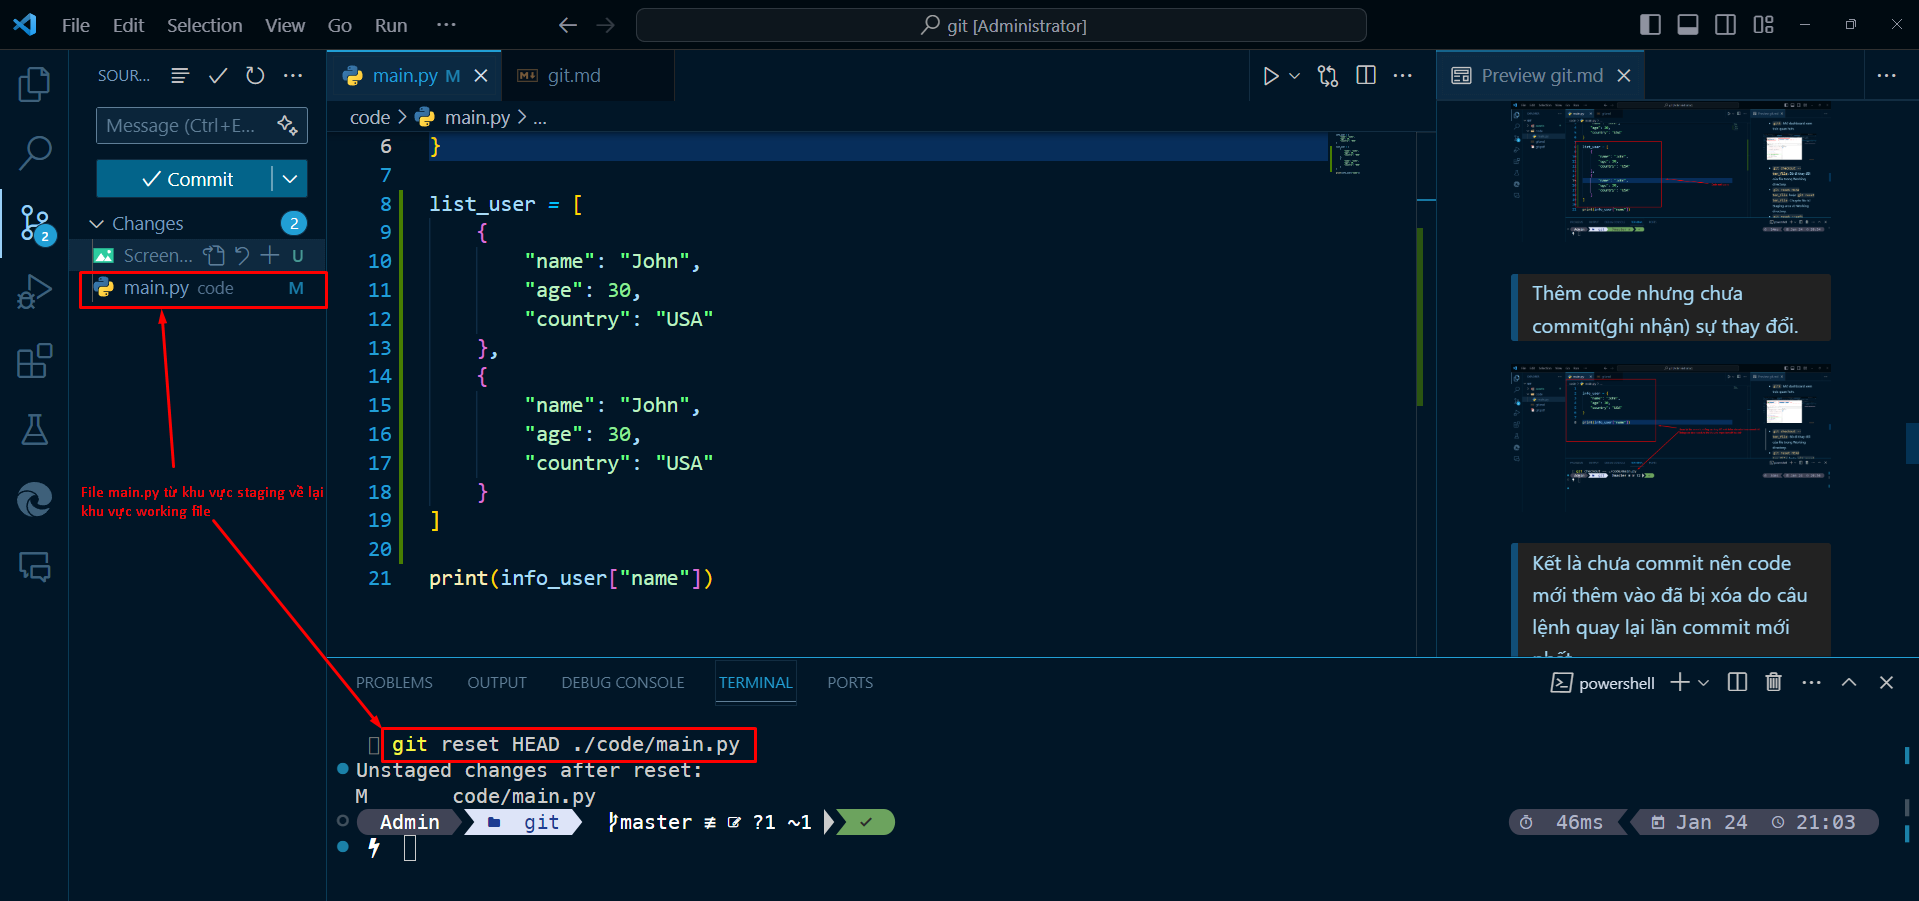 File Edit Selection View Go Run ···
git [Administrator]
SOUR... ···
Message (Ctrl+E...
Commit
Changes 2
Screen... U
main.py code M
2
File main.py từ khu vực staging về lại
khu vực working file
main.py M
git.md
code > main.py > ...
6 }
7
8 list_user = [
9 {
10 "name": "John",
11 "age": 30,
12 "country": "USA"
13 },
14 {
15 "name": "John",
16 "age": 30,
17 "country": "USA"
18 }
19 ]
20
21 print(info_user["name"])
Preview git.md
Thêm code nhưng chưa
commit(ghi nhận) sự thay đổi.
Kết là chưa commit nên code
mới thêm vào đã bị xóa do câu
lệnh quay lại lần commit mới
nhất
PROBLEMS OUTPUT DEBUG CONSOLE TERMINAL PORTS
powershell
git reset HEAD ./code/main.py
Unstaged changes after reset:
M code/main.py
Admin git master ≢ ?1 ~1
46ms Jan 24 21:03